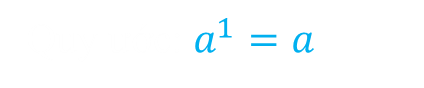 a¹ = a